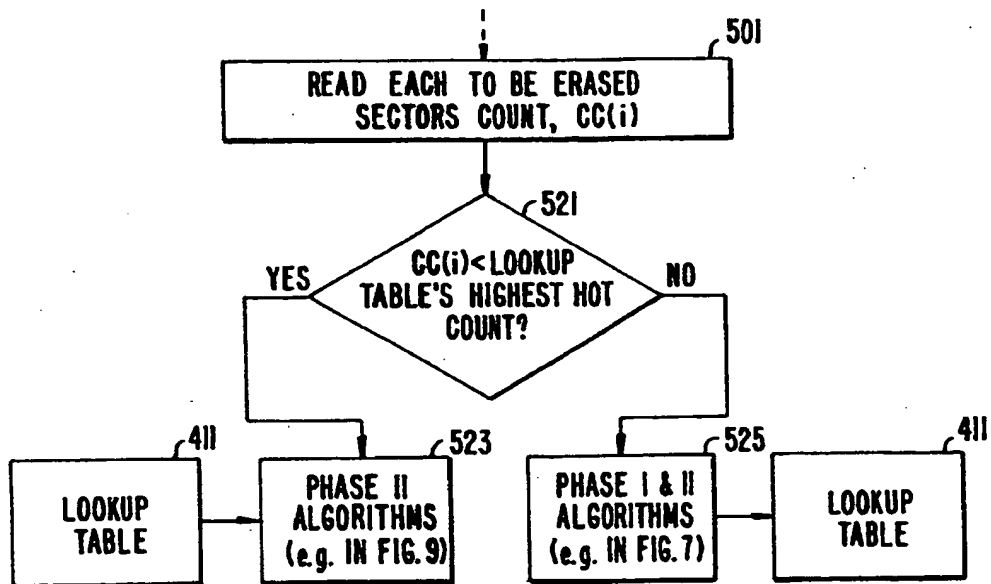 501
READ EACH TO BE ERASED
SECTORS COUNT, CC(i)
521
YES
CC(i)<LOOKUP
TABLE'S HIGHEST HOT
COUNT?
NO
411
LOOKUP
TABLE
523
PHASE II
ALGORITHMS
(e.g. IN FIG. 9)
525
PHASE I & II
ALGORITHMS
(e.g. IN FIG. 7)
411
LOOKUP
TABLE